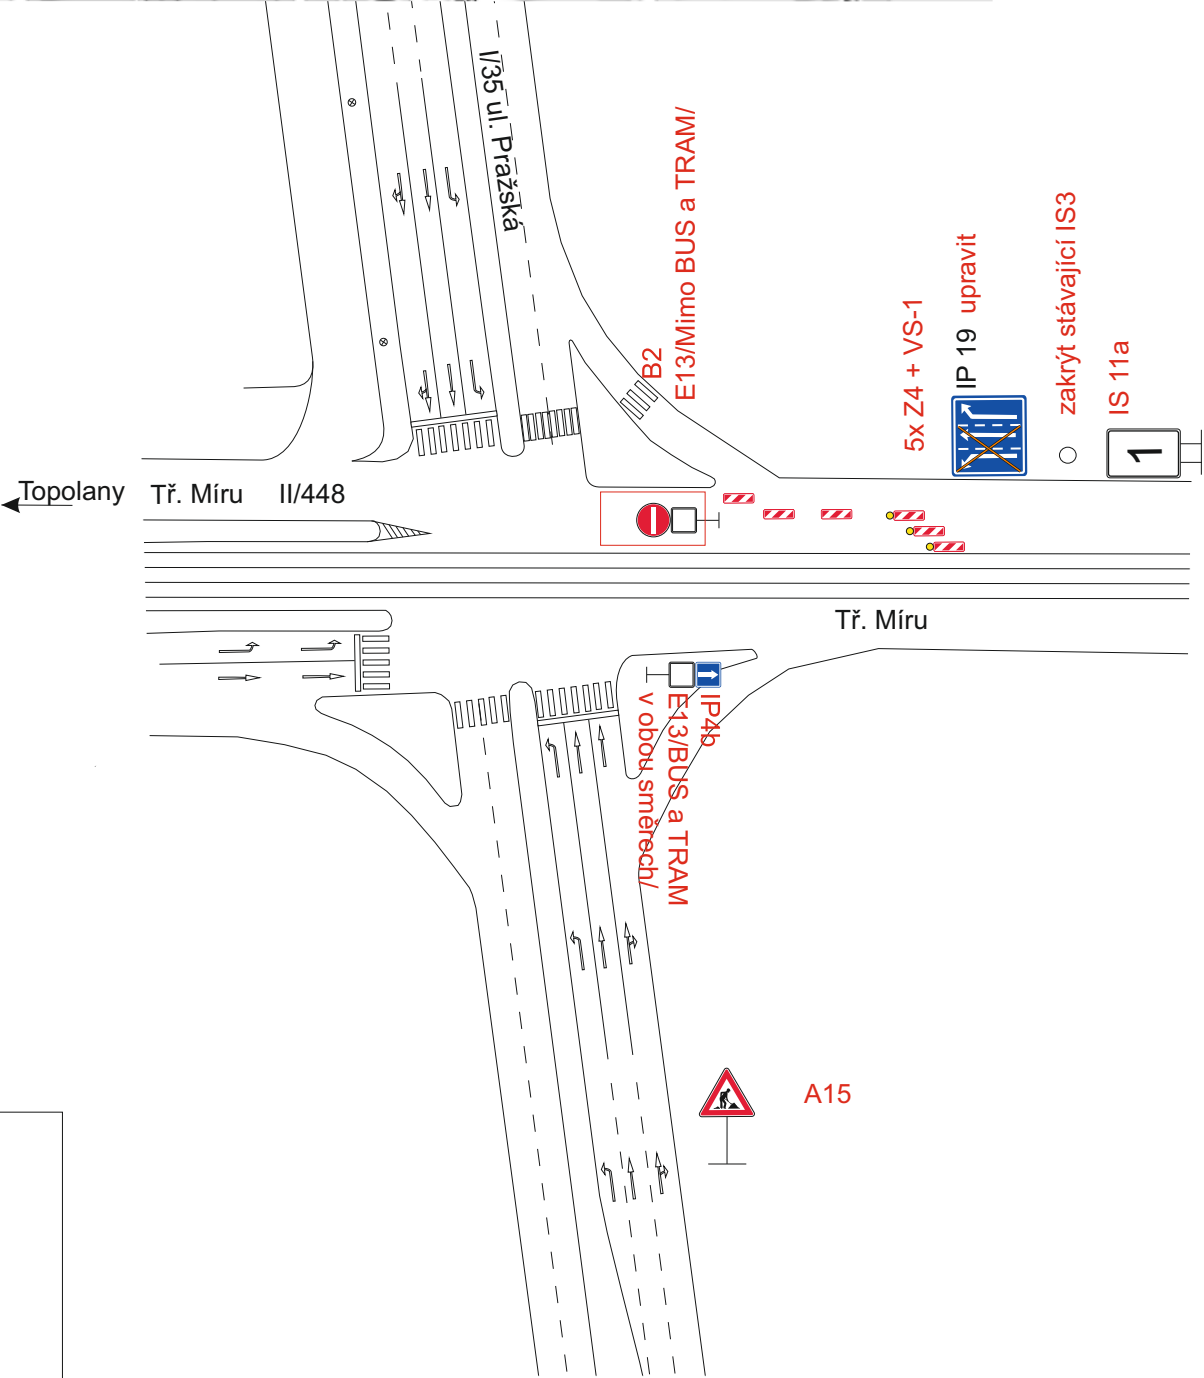 I/35 ul. Pražská
B2
E13/Mimo BUS a TRAM/
5x Z4 + VS-1
IP 19 upravit
zakrýt stávající IS3
IS 11a
1
Topolany
Tř. Míru II/448
Tř. Míru
IP4b
E13/BUS a TRAM
v obou směrech/
A15